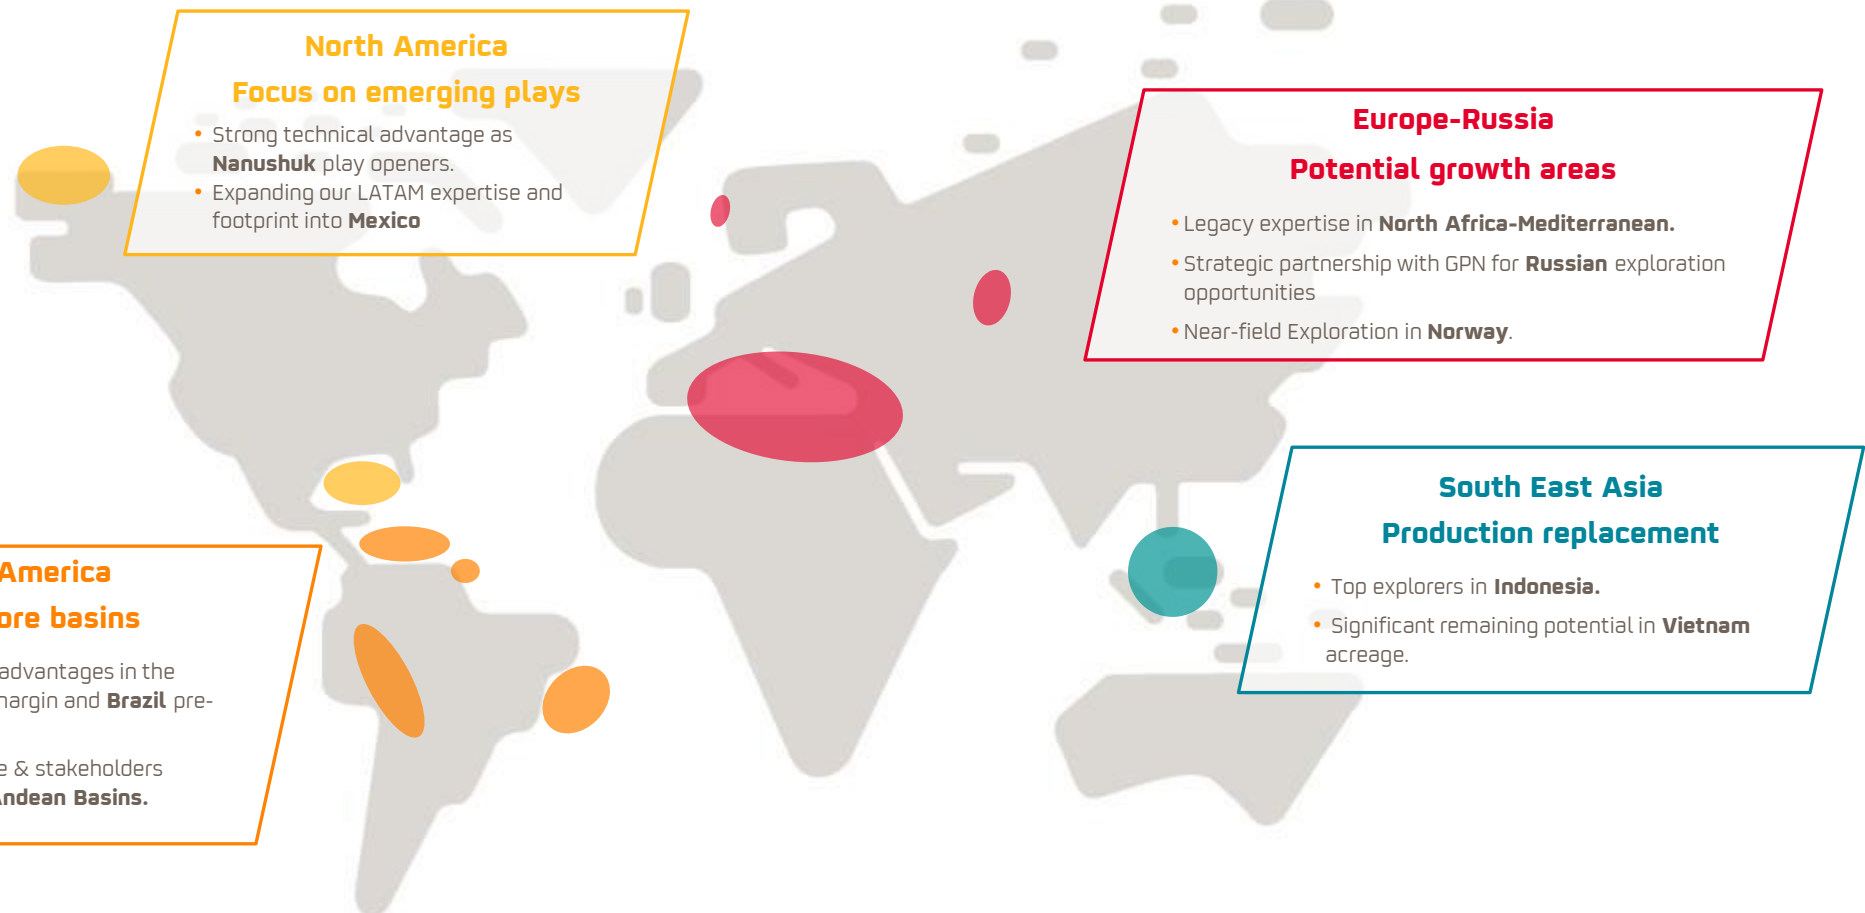 North America
Focus on emerging plays
• Strong technical advantage as
Nanushuk play openers.
• Expanding our LATAM expertise and
footprint into Mexico
Europe-Russia
Potential growth areas
• Legacy expertise in North Africa-Mediterranean.
• Strategic partnership with GPN for Russian exploration
opportunities
• Near-field Exploration in Norway.
South East Asia
Production replacement
• Top explorers in Indonesia.
• Significant remaining potential in Vietnam
acreage.
America
basins
advantages in the
and Brazil pre-
& stakeholders
Andean Basins.